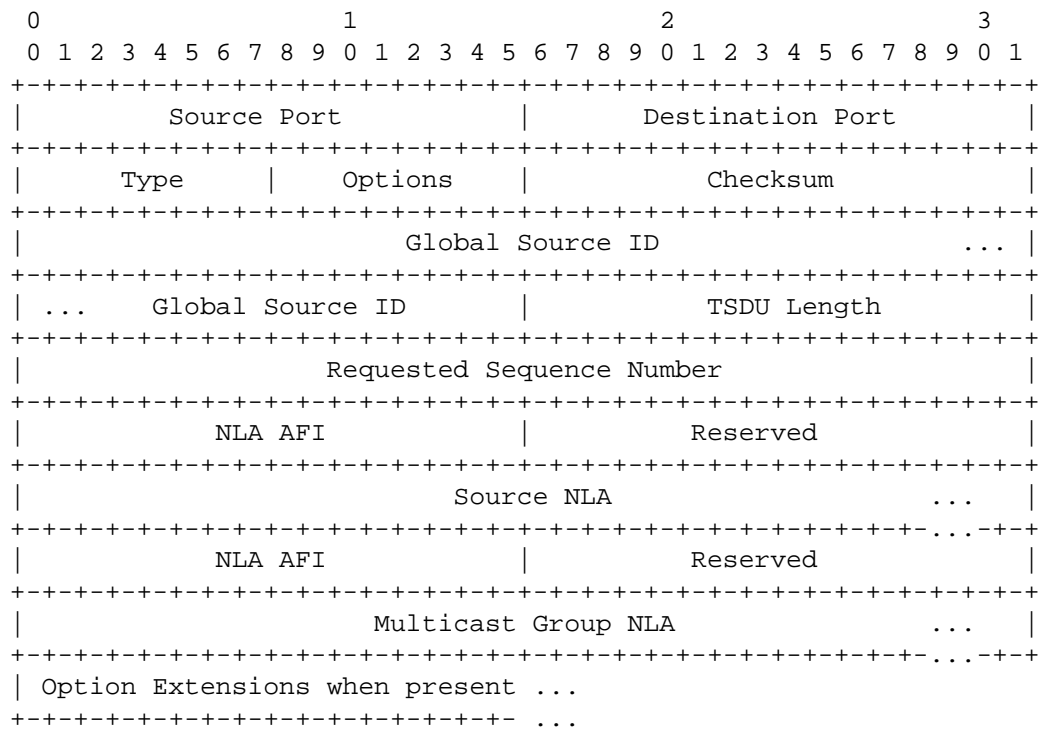 0                   1                   2                   3
 0 1 2 3 4 5 6 7 8 9 0 1 2 3 4 5 6 7 8 9 0 1 2 3 4 5 6 7 8 9 0 1
+-+-+-+-+-+-+-+-+-+-+-+-+-+-+-+-+-+-+-+-+-+-+-+-+-+-+-+-+-+-+-+-+
|         Source Port           |       Destination Port        |
+-+-+-+-+-+-+-+-+-+-+-+-+-+-+-+-+-+-+-+-+-+-+-+-+-+-+-+-+-+-+-+-+
|      Type     |    Options    |           Checksum            |
+-+-+-+-+-+-+-+-+-+-+-+-+-+-+-+-+-+-+-+-+-+-+-+-+-+-+-+-+-+-+-+-+
|                        Global Source ID                   ... |
+-+-+-+-+-+-+-+-+-+-+-+-+-+-+-+-+-+-+-+-+-+-+-+-+-+-+-+-+-+-+-+-+
| ...    Global Source ID       |           TSDU Length         |
+-+-+-+-+-+-+-+-+-+-+-+-+-+-+-+-+-+-+-+-+-+-+-+-+-+-+-+-+-+-+-+-+
|                   Requested Sequence Number                   |
+-+-+-+-+-+-+-+-+-+-+-+-+-+-+-+-+-+-+-+-+-+-+-+-+-+-+-+-+-+-+-+-+
|            NLA AFI            |          Reserved             |
+-+-+-+-+-+-+-+-+-+-+-+-+-+-+-+-+-+-+-+-+-+-+-+-+-+-+-+-+-+-+-+-+
|                           Source NLA                    ...   |
+-+-+-+-+-+-+-+-+-+-+-+-+-+-+-+-+-+-+-+-+-+-+-+-+-+-+-+-+-...-+-+
|            NLA AFI            |          Reserved             |
+-+-+-+-+-+-+-+-+-+-+-+-+-+-+-+-+-+-+-+-+-+-+-+-+-+-+-+-+-+-+-+-+
|                      Multicast Group NLA                ...   |
+-+-+-+-+-+-+-+-+-+-+-+-+-+-+-+-+-+-+-+-+-+-+-+-+-+-+-+-+-...-+-+
| Option Extensions when present ...
+-+-+-+-+-+-+-+-+-+-+-+-+-+-+-+- ...